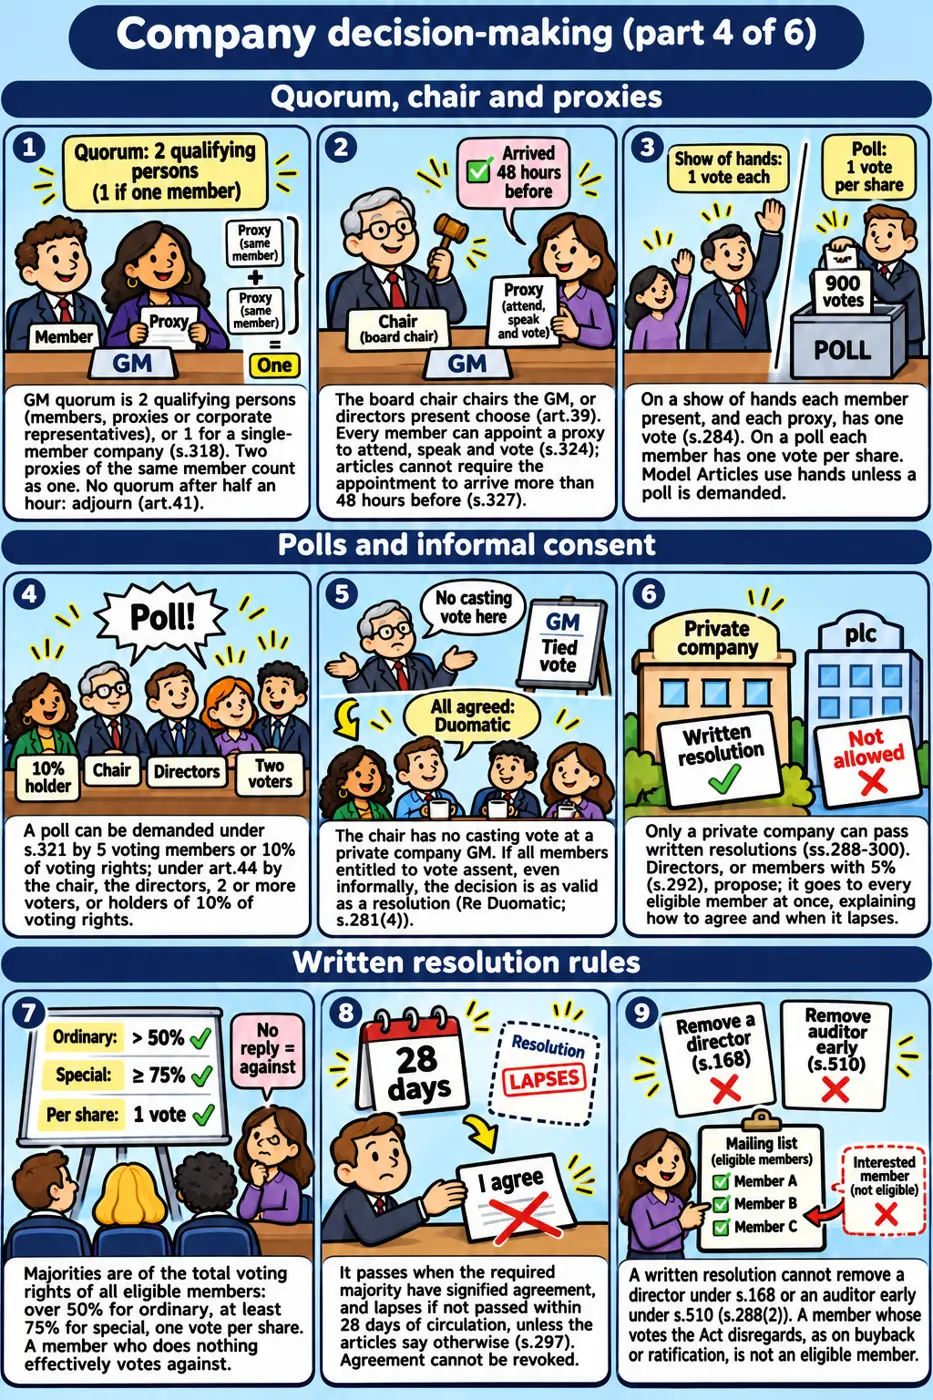 Company decision-making (part 4 of 6)
Quorum, chair and proxies
1
Quorum: 2 qualifying
persons
(1 if one member)
Proxy
(same
member)
+
Proxy
(same
member)
=
One
Member
Proxy
GM
GM quorum is 2 qualifying persons
(members, proxies or corporate
representatives), or 1 for a single-
member company (s.318). Two
proxies of the same member count
as one. No quorum after half an
hour: adjourn (art.41).
2
Arrived
48 hours
before
Chair
(board chair)
Proxy
(attend,
speak
and vote)
GM
The board chair chairs the GM, or
directors present choose (art.39).
Every member can appoint a proxy
to attend, speak and vote (s.324);
articles cannot require the
appointment to arrive more than
48 hours before (s.327).
3
Show of hands:
1 vote each
Poll:
1 vote
per share
900
votes
POLL
On a show of hands each member
present, and each proxy, has one
vote (s.284). On a poll each
member has one vote per share.
Model Articles use hands unless a
poll is demanded.
Polls and informal consent
4
Poll!
10%
holder
Chair
Directors
Two
voters
A poll can be demanded under
s.321 by 5 voting members or 10%
of voting rights; under art.44 by
the chair, the directors, 2 or more
voters, or holders of 10% of
voting rights.
5
No casting
vote here
GM
Tied
vote
All agreed:
Duomatic
The chair has no casting vote at a
private company GM. If all members
entitled to vote assent, even
informally, the decision is as valid
as a resolution (Re Duomatic;
s.281(4)).
6
Private
company
plc
Written
resolution
Not
allowed
Only a private company can pass
written resolutions (ss.288-300).
Directors, or members with 5%
(s.292), propose; it goes to every
eligible member at once, explaining
how to agree and when it lapses.
Written resolution rules
7
Ordinary: > 50%
Special: ≥ 75%
Per share: 1 vote
No
reply =
against
Majorities are of the total voting
rights of all eligible members:
over 50% for ordinary, at least
75% for special, one vote per share.
A member who does nothing
effectively votes against.
8
28
days
Resolution
LAPSES
I agree
It passes when the required
majority have signified agreement,
and lapses if not passed within
28 days of circulation, unless the
articles say otherwise (s.297).
Agreement cannot be revoked.
9
Remove a
director
(s.168)
Remove
auditor
early
(s.510)
Mailing list
(eligible members)
Member A
Member B
Member C
Interested
member
(not eligible)
A written resolution cannot remove a
director under s.168 or an auditor early
under s.510 (s.288(2)). A member whose
votes the Act disregards, as on buyback
or ratification, is not an eligible member.